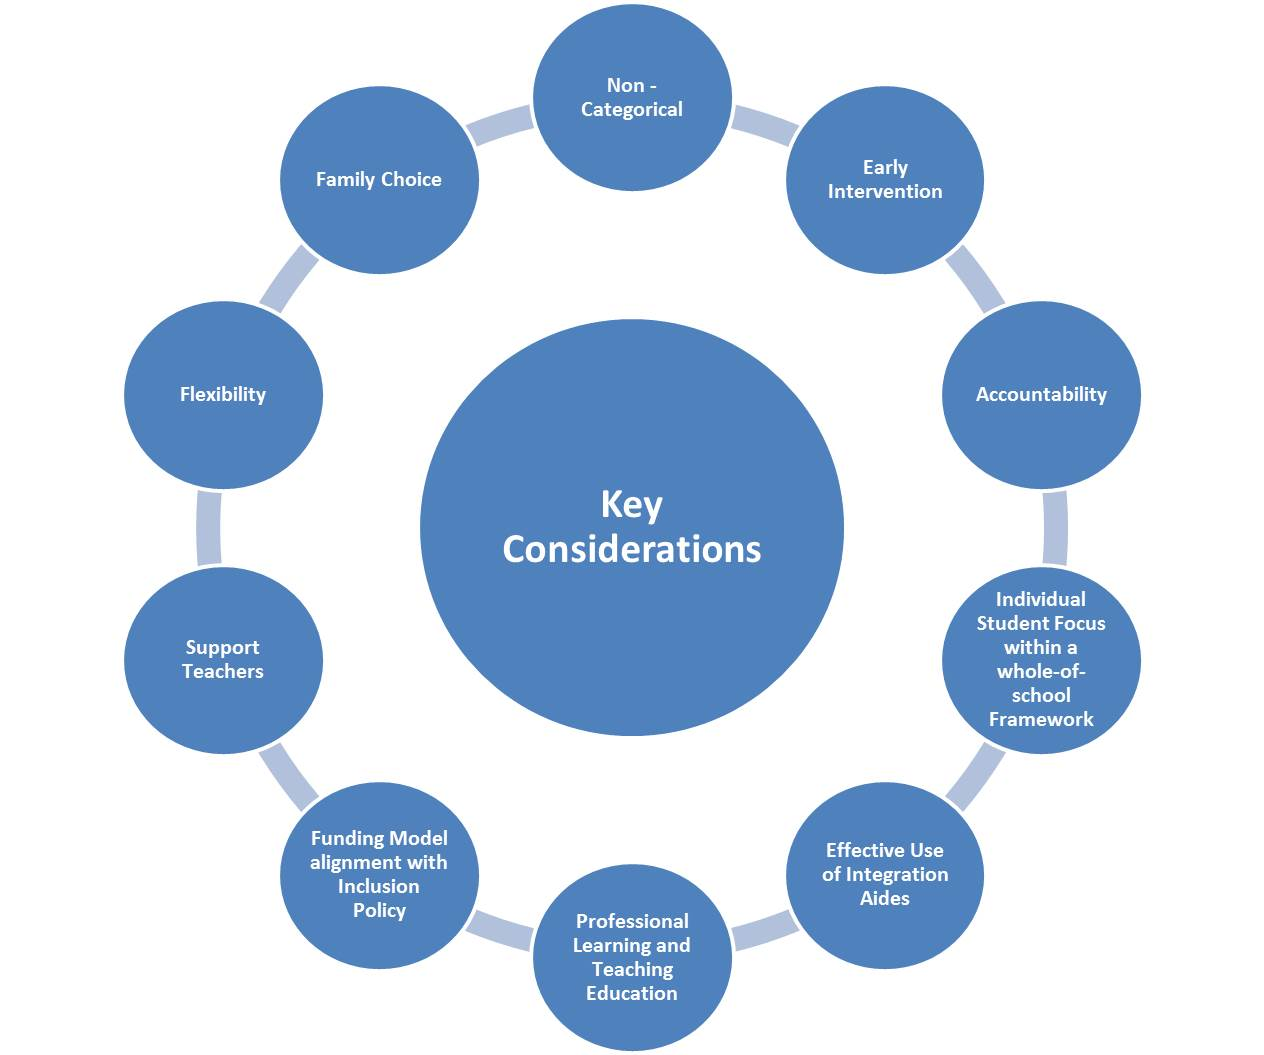 Non -
Categorical
Early
Intervention
Accountability
Individual
Student Focus
within a
whole-of-
school
Framework
Effective Use
of Integration
Aides
Professional
Learning and
Teaching
Education
Funding Model
alignment with
Inclusion
Policy
Support
Teachers
Flexibility
Family Choice
Key
Considerations